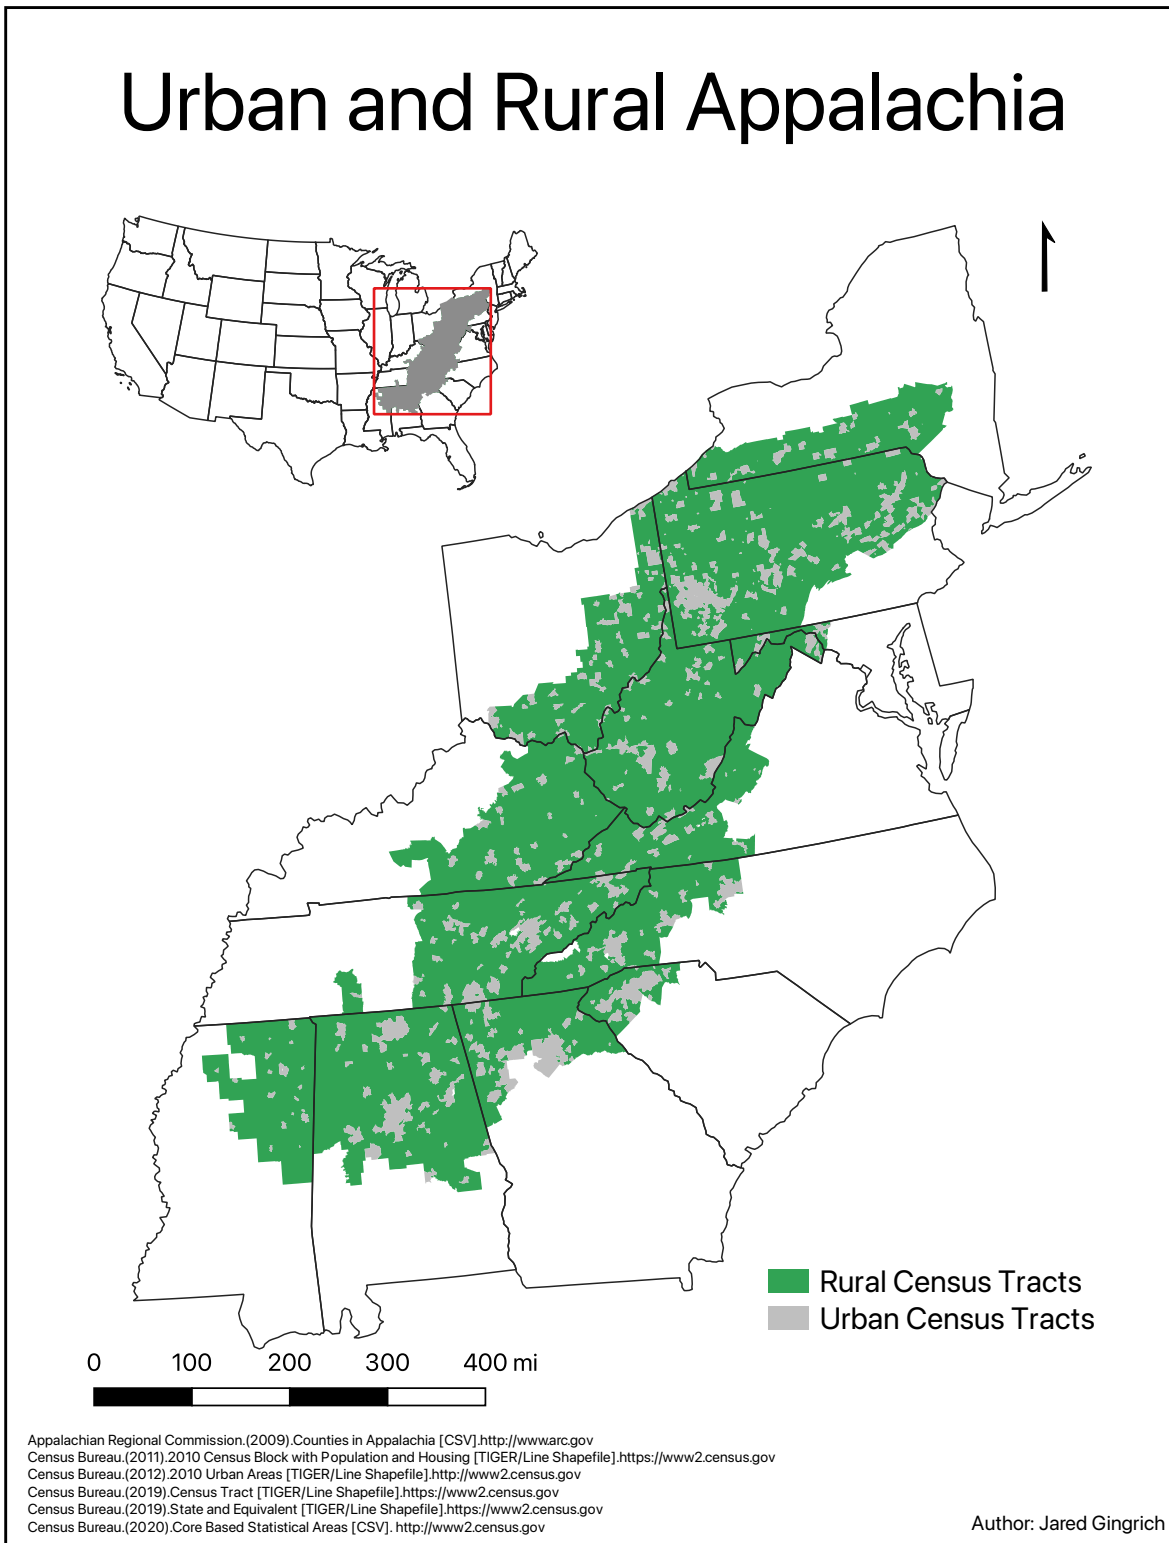 Urban and Rural Appalachia
Rural Census Tracts
Urban Census Tracts
0 100 200 300 400 mi
Appalachian Regional Commission.(2009).Counties in Appalachia [CSV].http://www.arc.gov
Census Bureau.(2011).2010 Census Block with Population and Housing [TIGER/Line Shapefile].https://www2.census.gov
Census Bureau.(2012).2010 Urban Areas [TIGER/Line Shapefile].http://www2.census.gov
Census Bureau.(2019).Census Tract [TIGER/Line Shapefile].https://www2.census.gov
Census Bureau.(2019).State and Equivalent [TIGER/Line Shapefile].https://www2.census.gov
Census Bureau.(2020).Core Based Statistical Areas [CSV]. http://www2.census.gov
Author: Jared Gingrich